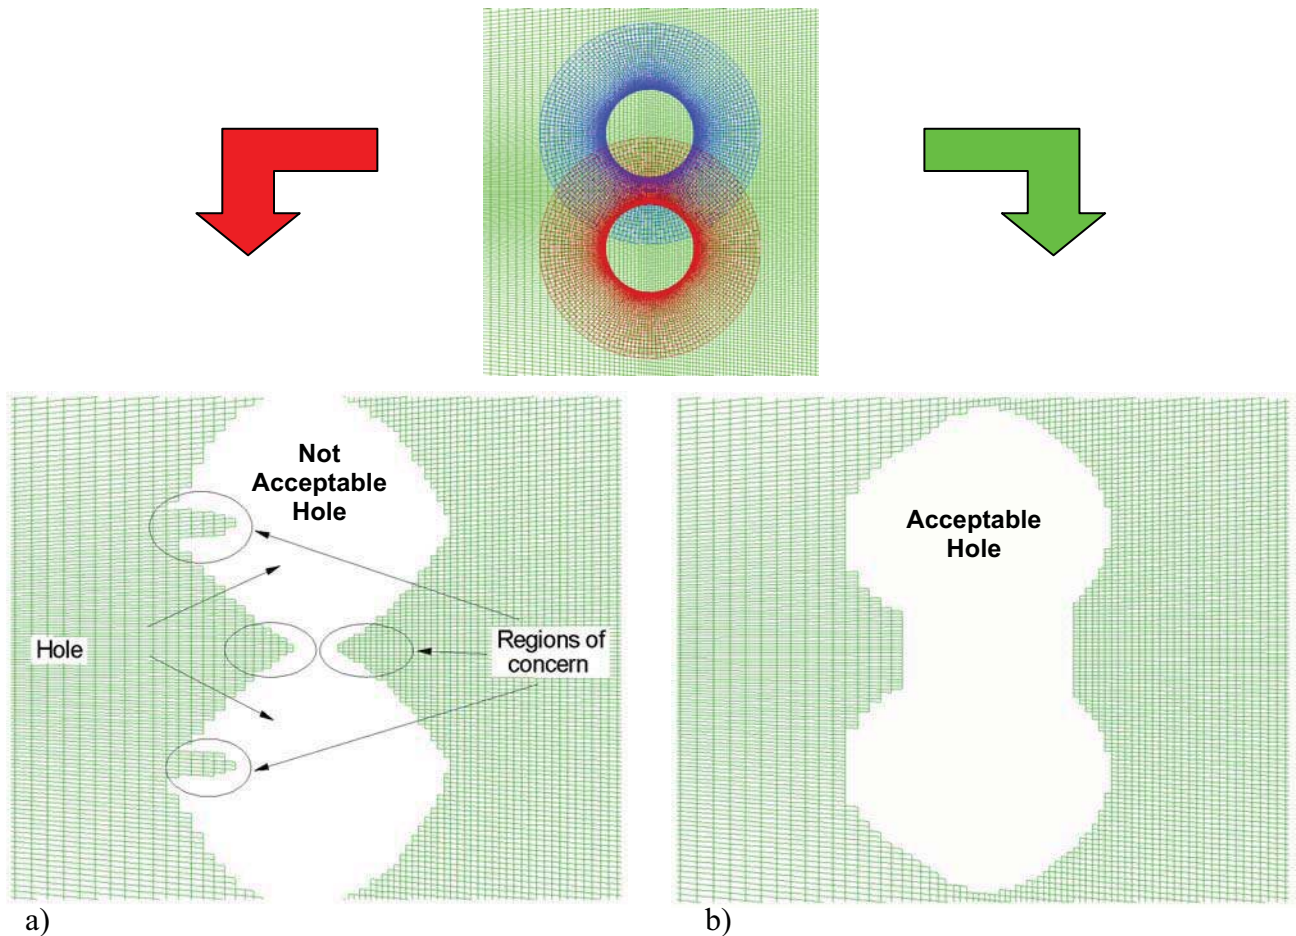 Not
Acceptable
Hole
Acceptable
Hole
Hole
Regions of
concern
a)
b)